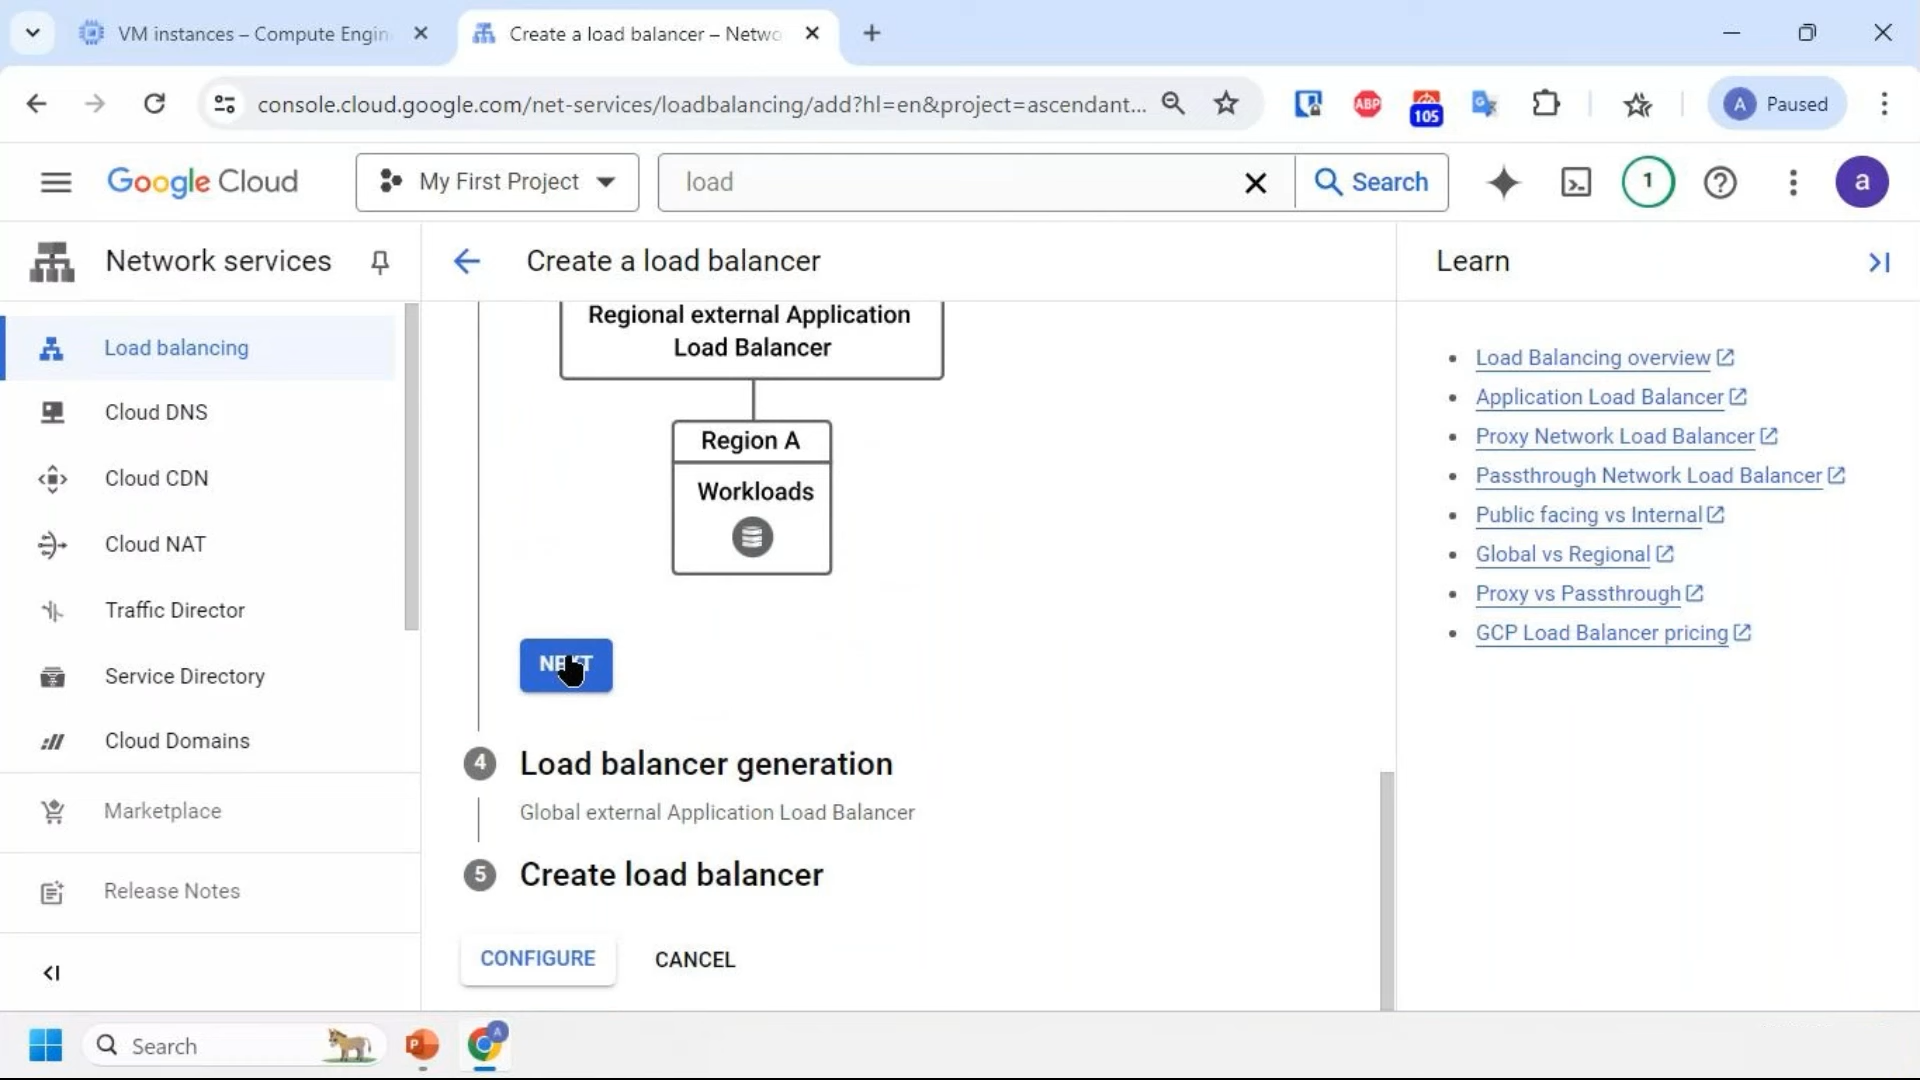 VM instances – Compute Engin
Create a load balancer – Netwo
console.cloud.google.com/net-services/loadbalancing/add?hl=en&project=ascendant...
ABP
105
A Paused
Google Cloud
My First Project
load
Search
1
a
Network services
Create a load balancer
Learn
Load balancing
Cloud DNS
Cloud CDN
Cloud NAT
Traffic Director
Service Directory
Cloud Domains
Marketplace
Release Notes
Regional external Application
Load Balancer
Region A
Workloads
NEXT
4 Load balancer generation
Global external Application Load Balancer
5 Create load balancer
CONFIGURE
CANCEL
Load Balancing overview
Application Load Balancer
Proxy Network Load Balancer
Passthrough Network Load Balancer
Public facing vs Internal
Global vs Regional
Proxy vs Passthrough
GCP Load Balancer pricing
Search
P
A